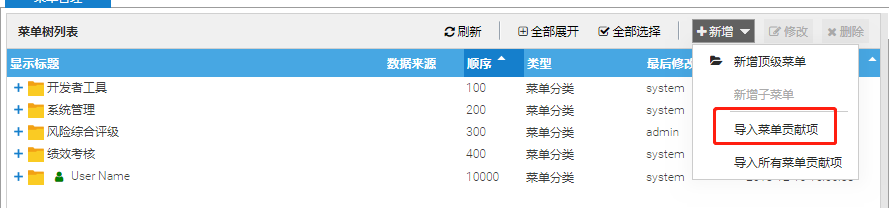 菜单树列表 刷新 全部展开 全部选择 新增 修改 删除
显示标题 数据来源 顺序 类型 最后修改
新增顶级菜单
新增子菜单
导入菜单贡献项
导入所有菜单贡献项
开发者工具 100 菜单分类 system
系统管理 200 菜单分类 system
风险综合评级 300 菜单分类 admin
绩效考核 400 菜单分类 system
User Name 10000 菜单分类 system